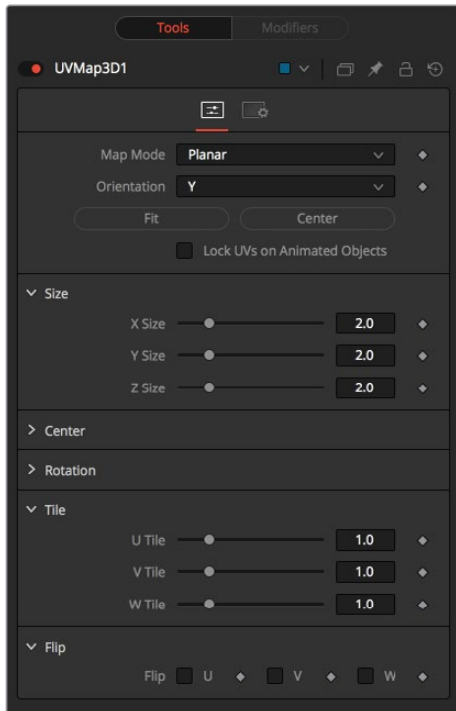 Tools Modifiers
UVMap3D1
Map Mode Planar
Orientation Y
Fit Center
Lock UVs on Animated Objects
Size
X Size 2.0
Y Size 2.0
Z Size 2.0
Center
Rotation
Tile
U Tile 1.0
V Tile 1.0
W Tile 1.0
Flip
Flip U V W